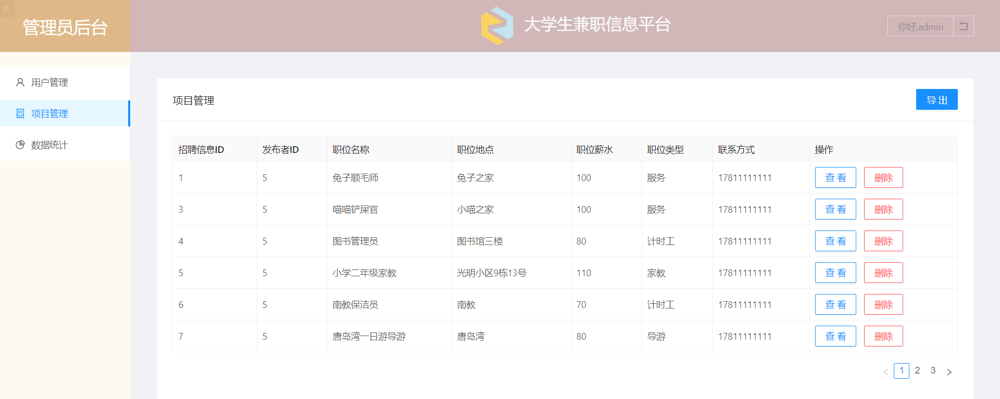 管理员后台
大学生兼职信息平台
你好,admin
用户管理
项目管理
数据统计
项目管理
导出
招聘信息ID 发布者ID 职位名称 职位地点 职位薪水 职位类型 联系方式 操作
1 5 兔子顺毛师 兔子之家 100 服务 17811111111 查看 删除
3 5 喵喵铲屎官 小喵之家 100 服务 17811111111 查看 删除
4 5 图书管理员 图书馆三楼 80 计时工 17811111111 查看 删除
5 5 小学二年级家教 光明小区9栋13号 110 家教 17811111111 查看 删除
6 5 南教保洁员 南教 70 计时工 17811111111 查看 删除
7 5 唐岛湾一日游导游 唐岛湾 80 导游 17811111111 查看 删除
1 2 3